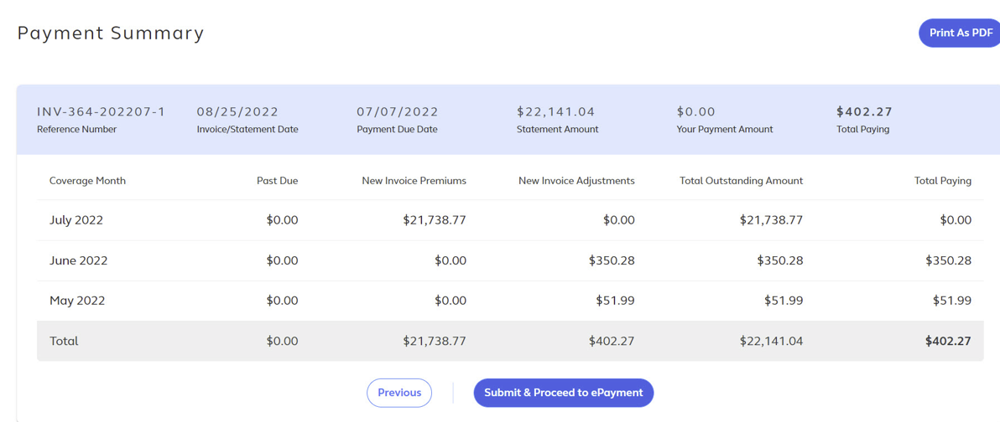 Payment Summary
Print As PDF
INV-364-202207-1 08/25/2022 07/07/2022 $22,141.04 $0.00 $402.27
Reference Number Invoice/Statement Date Payment Due Date Statement Amount Your Payment Amount Total Paying
Coverage Month Past Due New Invoice Premiums New Invoice Adjustments Total Outstanding Amount Total Paying
July 2022 $0.00 $21,738.77 $0.00 $21,738.77 $0.00
June 2022 $0.00 $0.00 $350.28 $350.28 $350.28
May 2022 $0.00 $0.00 $51.99 $51.99 $51.99
Total $0.00 $21,738.77 $402.27 $22,141.04 $402.27
Previous Submit & Proceed to ePayment